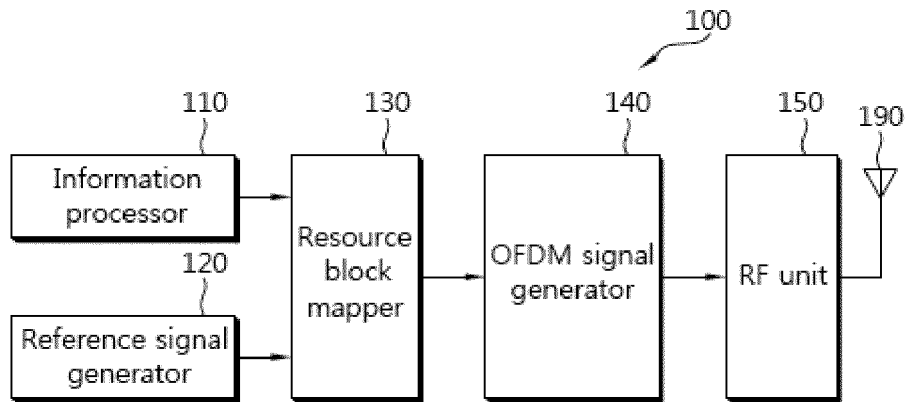 100
110
130
140
150
190
Information
processor
Resource
block
mapper
OFDM signal
generator
RF unit
120
Reference signal
generator